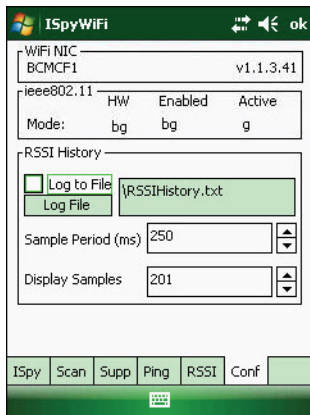 ISpyWiFi ok
WiFi NIC
BCMCF1 v1.1.3.41
ieee802.11
HW Enabled Active
Mode: bg bg g
RSSI History
Log to File
\RSSIHistory.txt
Log File
Sample Period (ms) 250
Display Samples 201
ISpy Scan Supp Ping RSSI Conf